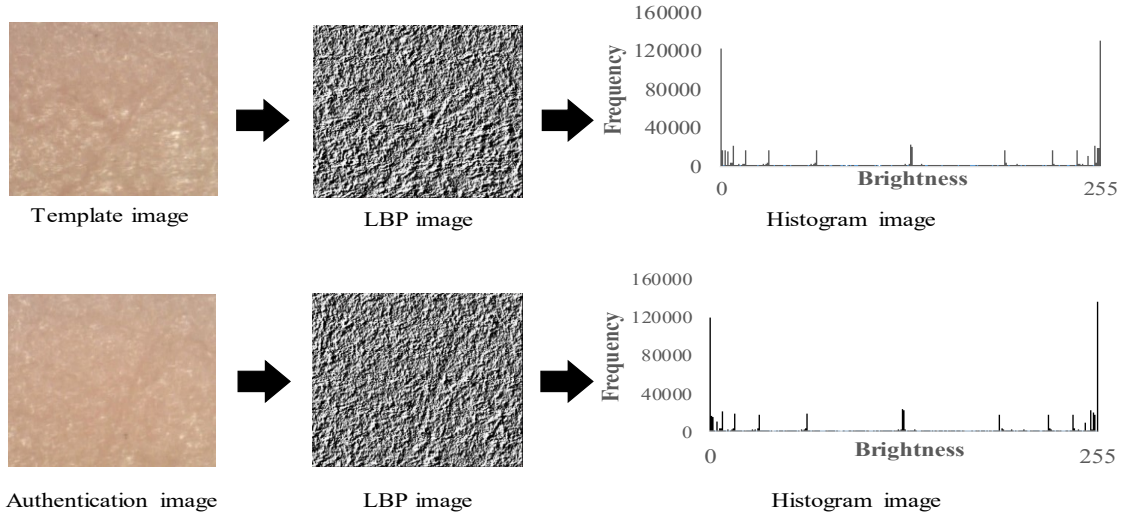 160000
120000
80000
40000
0
Frequency
Brightness
0 255
Template image
LBP image
Histogram image
160000
120000
80000
40000
0
Frequency
Brightness
0 255
Authentication image
LBP image
Histogram image